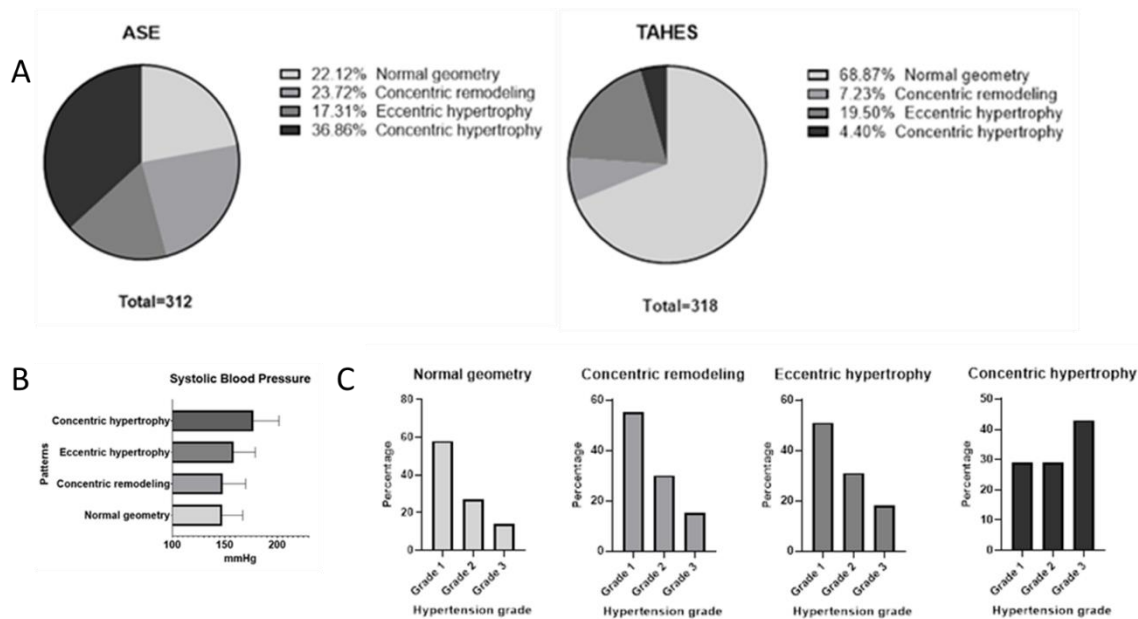 A
ASE
22.12% Normal geometry
23.72% Concentric remodeling
17.31% Eccentric hypertrophy
36.86% Concentric hypertrophy
Total=312
TAHES
68.87% Normal geometry
7.23% Concentric remodeling
19.50% Eccentric hypertrophy
4.40% Concentric hypertrophy
Total=318
B
Systolic Blood Pressure
Patterns
Concentric hypertrophy
Eccentric hypertrophy
Concentric remodeling
Normal geometry
100 150 200
mmHg
C
Normal geometry
Percentage
80
60
40
20
0
Grade 1 Grade 2 Grade 3
Hypertension grade
Concentric remodeling
Percentage
60
40
20
0
Grade 1 Grade 2 Grade 3
Hypertension grade
Eccentric hypertrophy
Percentage
60
40
20
0
Grade 1 Grade 2 Grade 3
Hypertension grade
Concentric hypertrophy
Percentage
50
40
30
20
10
0
Grade 1 Grade 2 Grade 3
Hypertension grade